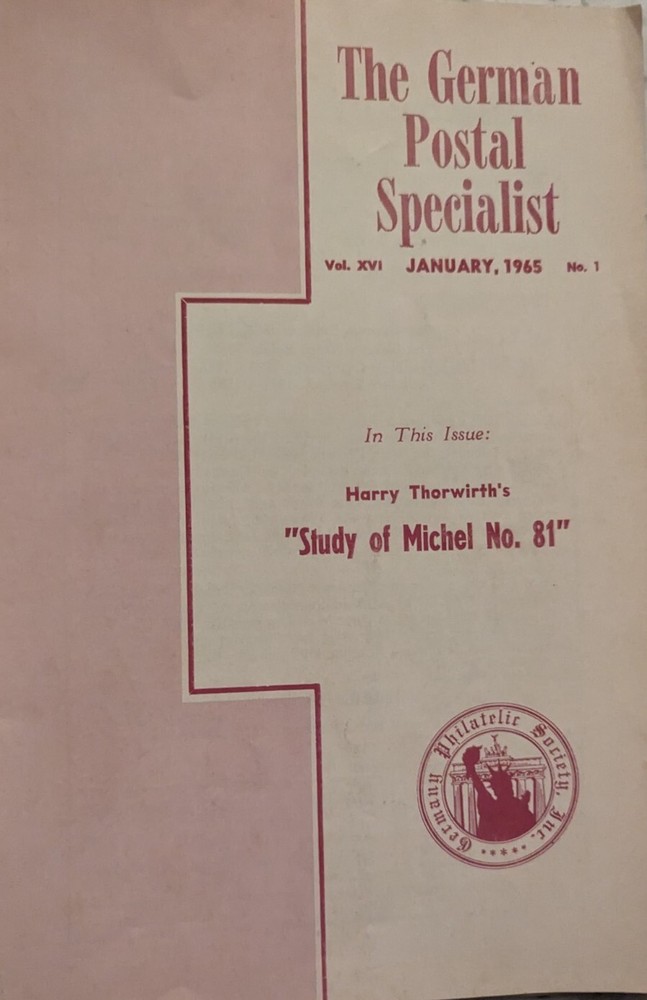 The German
Postal
Specialist
Vol. XVI JANUARY, 1965 No. 1
In This Issue:
Harry Thorwirth's
"Study of Michel No. 81"
Germany Philatelic Society, Inc.